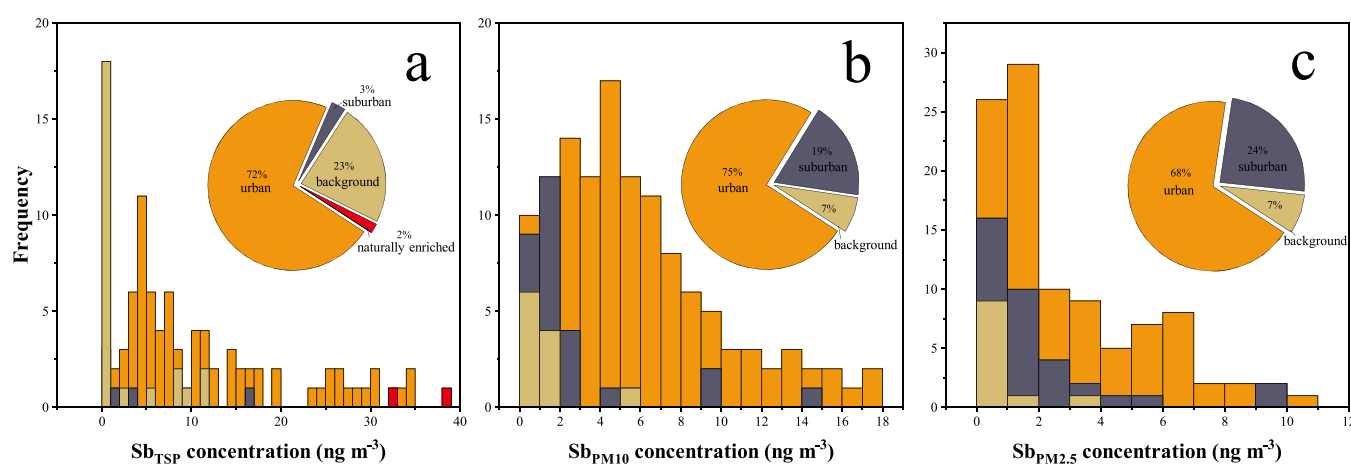 a
20
15
10
5
0
Frequency
3%
suburban
72%
urban
23%
background
2%
naturally enriched
0
10
20
30
40
Sb_TSP concentration (ng m⁻³)
b
20
15
10
5
0
75%
urban
19%
suburban
7%
background
0 2 4 6 8 10 12 14 16 18
Sb_PM10 concentration (ng m⁻³)
c
30
25
20
15
10
5
0
68%
urban
24%
suburban
7%
background
0 2 4 6 8 10 12
Sb_PM2.5 concentration (ng m⁻³)